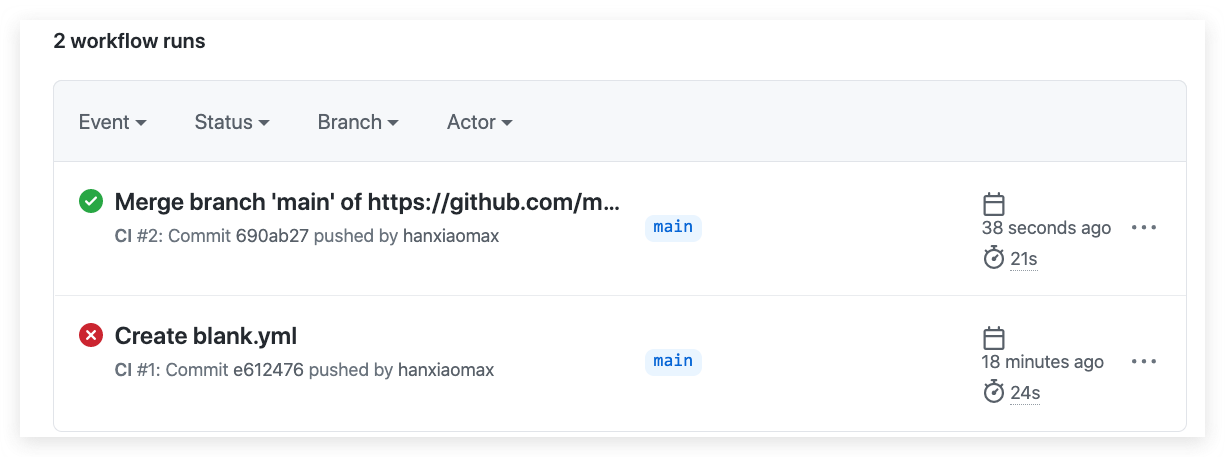 2 workflow runs
Event Status Branch Actor
Merge branch 'main' of https://github.com/m...
CI #2: Commit 690ab27 pushed by hanxiaomax
main
38 seconds ago
21s
Create blank.yml
CI #1: Commit e612476 pushed by hanxiaomax
main
18 minutes ago
24s